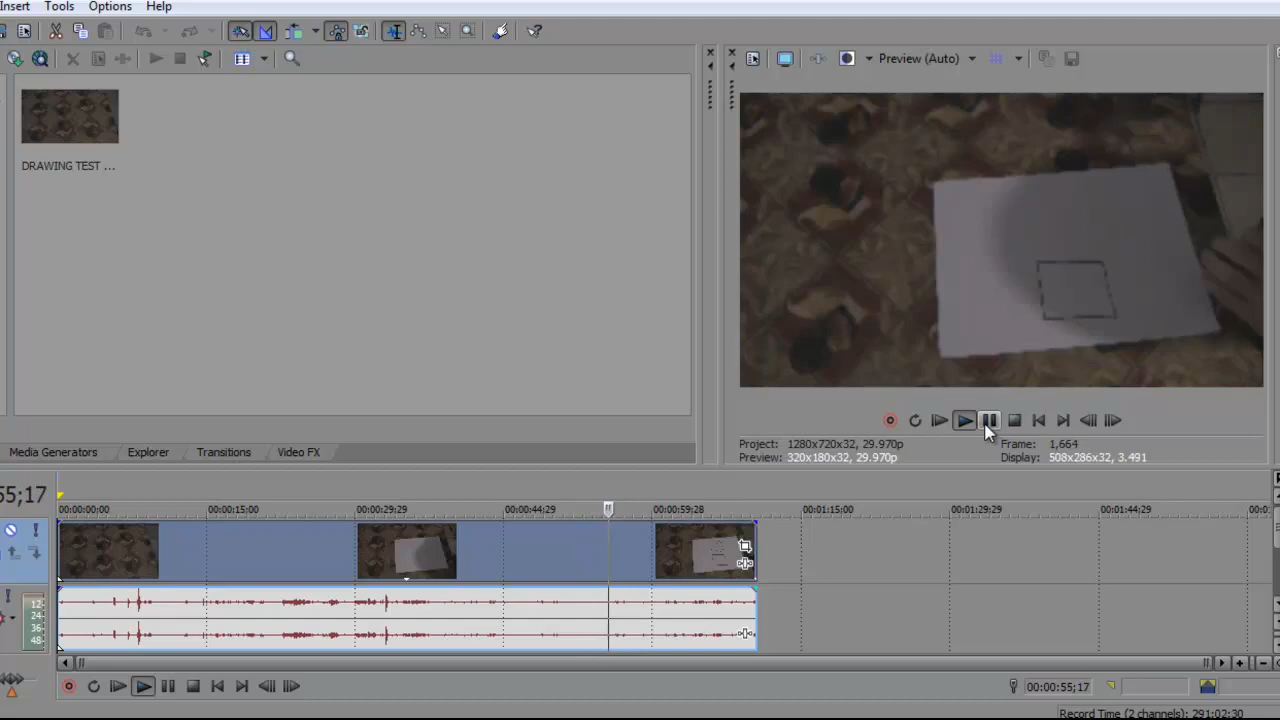 Insert Tools Options Help
Preview (Auto)
DRAWING TEST ...
Project: 1280x720x32, 29.970p Frame: 1,664
Preview: 320x180x32, 29.970p Display: 508x286x32, 3.491
Media Generators Explorer Transitions Video FX
55;17
00:00:00;00 00:00:15;00 00:00:29;29 00:00:44;29 00:00:59;28 00:01:15;00 00:01:29;29 00:01:44;29 00:0
12
24
36
48
00:00:55;17
Record Time (2 channels): 291:02:30